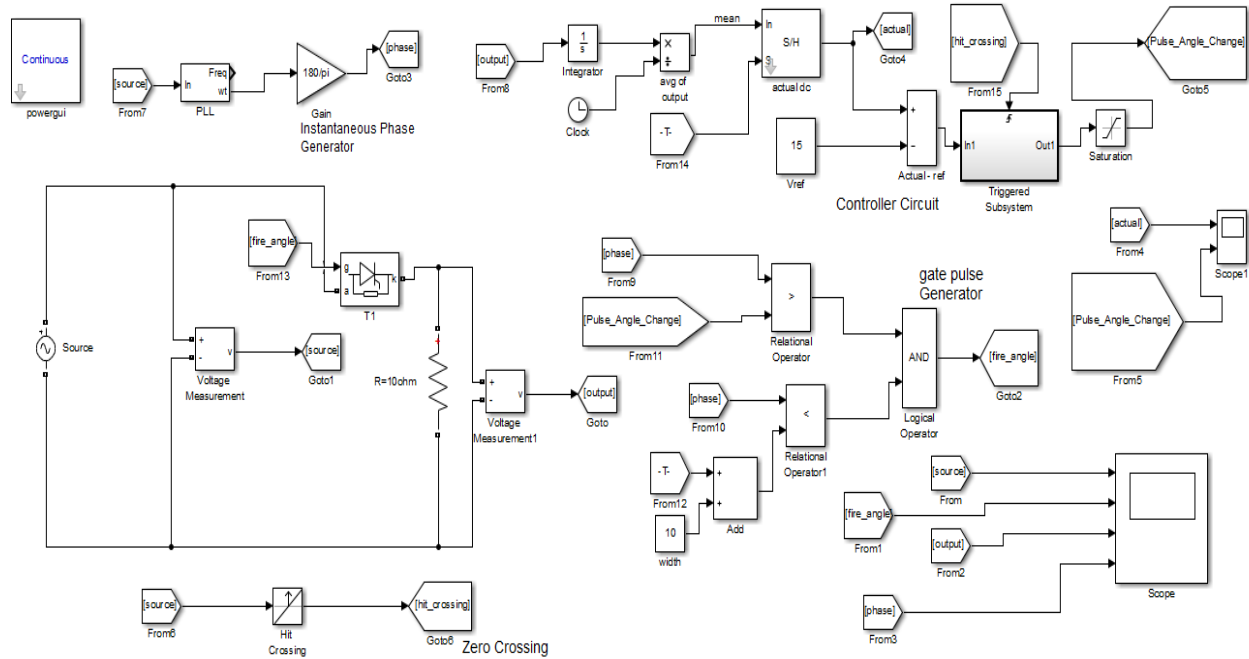 Continuous
powergui
[source]
From7
In
Freq
wt
PLL
180/pi
Gain
[phase]
Goto3
Instantaneous Phase
Generator
[output]
From8
1
s
Integrator
Clock
×
÷
avg of
output
mean
In
S/H
S
actual dc
-T-
From14
[actual]
Goto4
15
Vref
+
−
Actual - ref
[hit_crossing]
From15
In1
Out1
Triggered
Subsystem
Saturation
[Pulse_Angle_Change]
Goto5
Controller Circuit
[fire_angle]
From13
g
a
k
T1
+
Source
+
-
v
Voltage
Measurement
[source]
Goto1
+
R=10ohm
+
-
v
Voltage
Measurement1
[output]
Goto
[phase]
From9
[Pulse_Angle_Change]
From11
>
Relational
Operator
gate pulse
Generator
AND
Logical
Operator
[fire_angle]
Goto2
[phase]
From10
<
Relational
Operator1
-T-
From12
10
width
+
+
Add
[actual]
From4
Scope1
[Pulse_Angle_Change]
From5
[source]
From
[fire_angle]
From1
[output]
From2
[phase]
From3
Scope
[source]
From6
Hit
Crossing
[hit_crossing]
Goto6
Zero Crossing